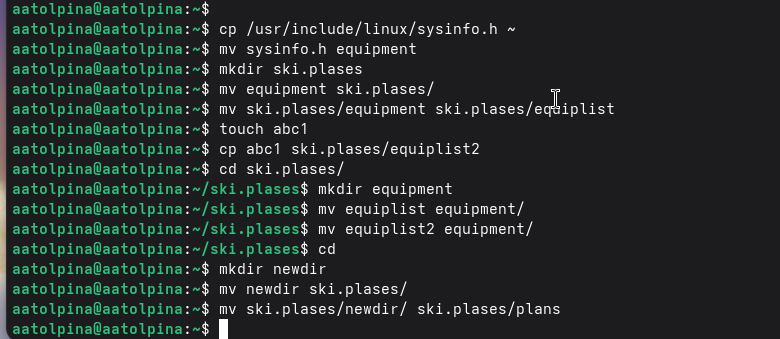 aatolpina@aatolpina:~$
aatolpina@aatolpina:~$ cp /usr/include/linux/sysinfo.h ~
aatolpina@aatolpina:~$ mv sysinfo.h equipment
aatolpina@aatolpina:~$ mkdir ski.plases
aatolpina@aatolpina:~$ mv equipment ski.plases/
aatolpina@aatolpina:~$ mv ski.plases/equipment ski.plases/equiplist
aatolpina@aatolpina:~$ touch abc1
aatolpina@aatolpina:~$ cp abc1 ski.plases/equiplist2
aatolpina@aatolpina:~$ cd ski.plases/
aatolpina@aatolpina:~/ski.plases$ mkdir equipment
aatolpina@aatolpina:~/ski.plases$ mv equiplist equipment/
aatolpina@aatolpina:~/ski.plases$ mv equiplist2 equipment/
aatolpina@aatolpina:~/ski.plases$ cd
aatolpina@aatolpina:~$ mkdir newdir
aatolpina@aatolpina:~$ mv newdir ski.plases/
aatolpina@aatolpina:~$ mv ski.plases/newdir/ ski.plases/plans
aatolpina@aatolpina:~$